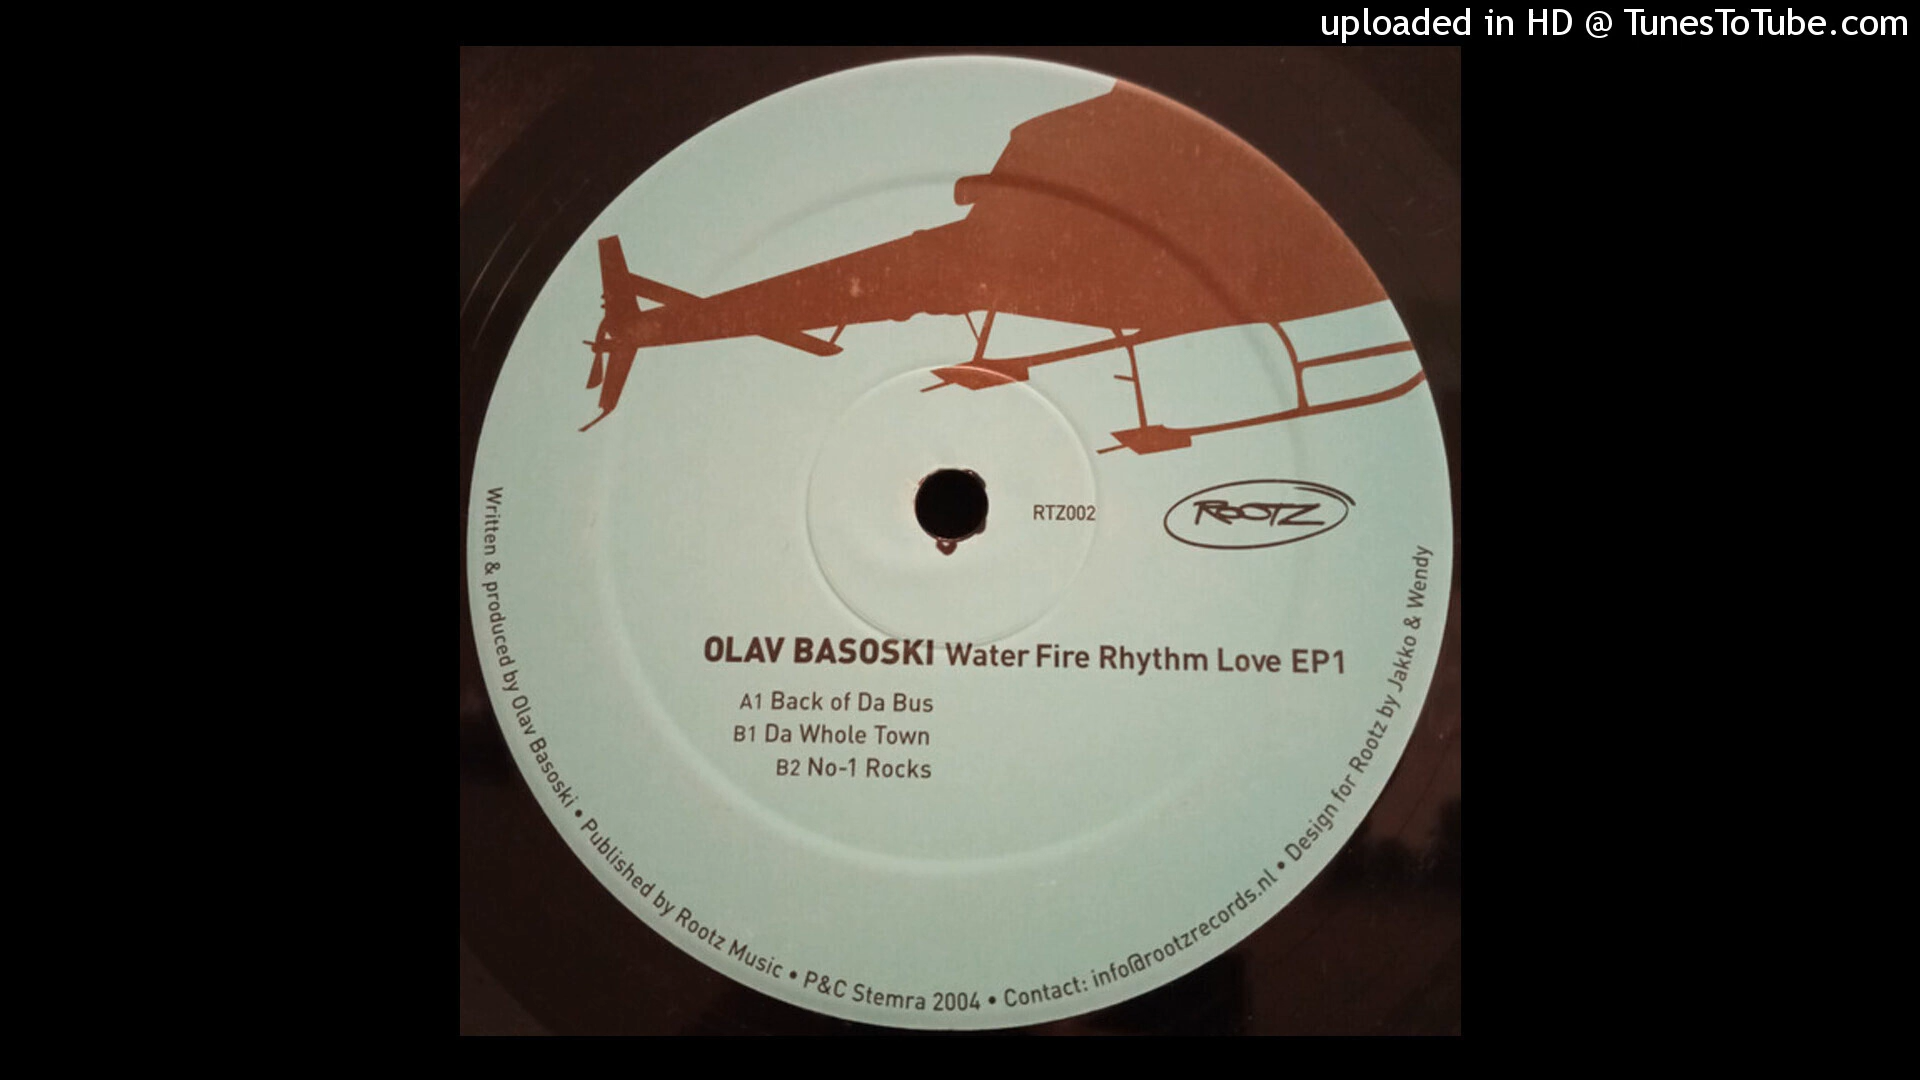 uploaded in HD @ TunesToTube.com
RTZ002
ROOTZ
OLAV BASOSKI Water Fire Rhythm Love EP1
A1 Back of Da Bus
B1 Da Whole Town
B2 No-1 Rocks
Written & produced by Olav Basoski • Published by Rootz Music • P&C Stemra 2004 • Contact: info@rootzrecords.nl • Design for Rootz by Jakko & Wendy